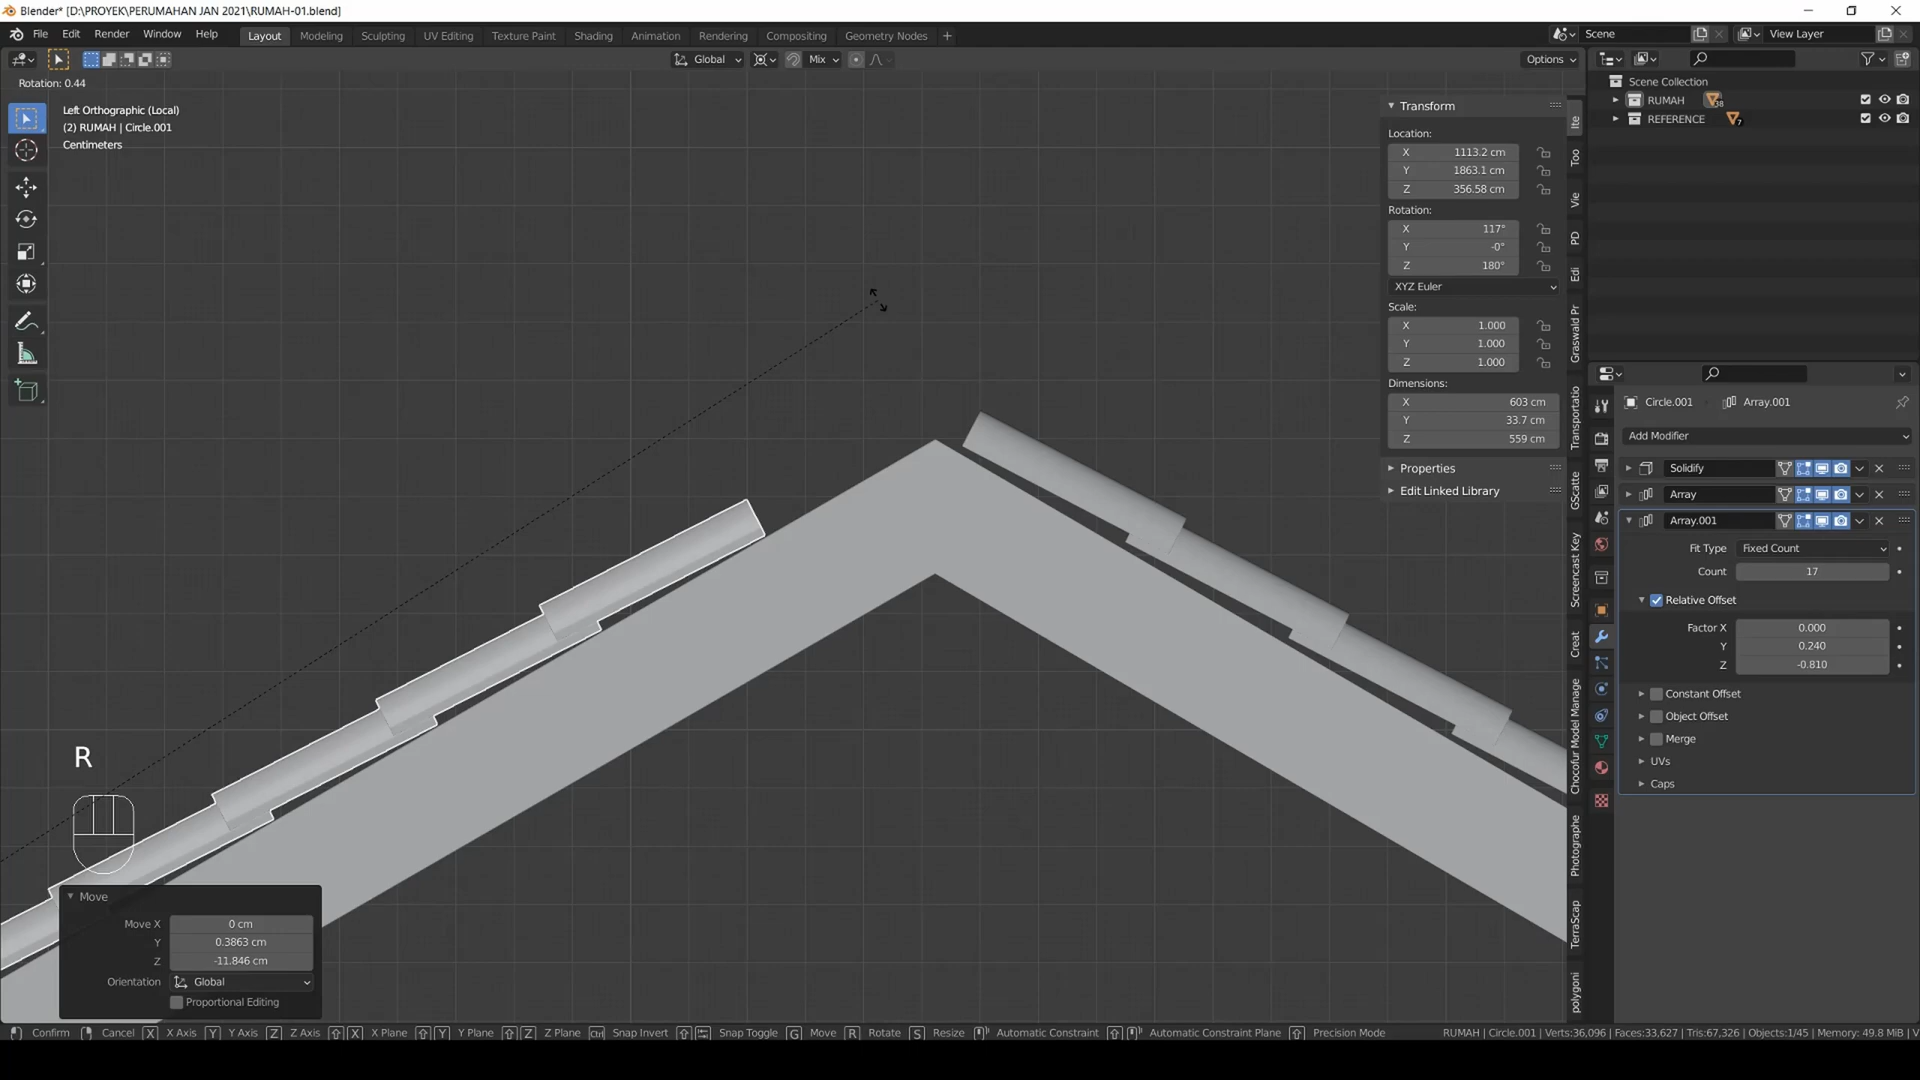 Blender* [D:\PROYEK\PERUMAHAN JAN 2021\RUMAH-01.blend]
File Edit Render Window Help Layout Modeling Sculpting UV Editing Texture Paint Shading Animation Rendering Compositing Geometry Nodes + Scene View Layer
Global Mix Options
Rotation: 0.44
Left Orthographic (Local)
(2) RUMAH | Circle.001
Centimeters
Transform
Location:
X 1113.2 cm
Y 1863.1 cm
Z 356.58 cm
Rotation:
X 117°
Y -0°
Z 180°
XYZ Euler
Scale:
X 1.000
Y 1.000
Z 1.000
Dimensions:
X 603 cm
Y 33.7 cm
Z 559 cm
Properties
Edit Linked Library
Ite
Too
Vie
PD
Edi
Graswald Pr
Transportatio
GScatte
Screencast Key
Creat
Chocofur Model Manage
Photographe
TerraScap
polygoni
Scene Collection
RUMAH 38
REFERENCE 7
Circle.001 Array.001
Add Modifier
Solidify
Array
Array.001
Fit Type Fixed Count
Count 17
Relative Offset
Factor X 0.000
Y 0.240
Z -0.810
Constant Offset
Object Offset
Merge
UVs
Caps
R
Move
Move X 0 cm
Y 0.3863 cm
Z -11.846 cm
Orientation Global
Proportional Editing
Confirm Cancel X X Axis Y Y Axis Z Z Axis X X Plane Y Y Plane Z Z Plane Ctrl Snap Invert Snap Toggle G Move R Rotate S Resize Automatic Constraint Automatic Constraint Plane Precision Mode RUMAH | Circle.001 | Verts:36,096 | Faces:33,627 | Tris:67,326 | Objects:1/45 | Memory: 49.8 MiB | V